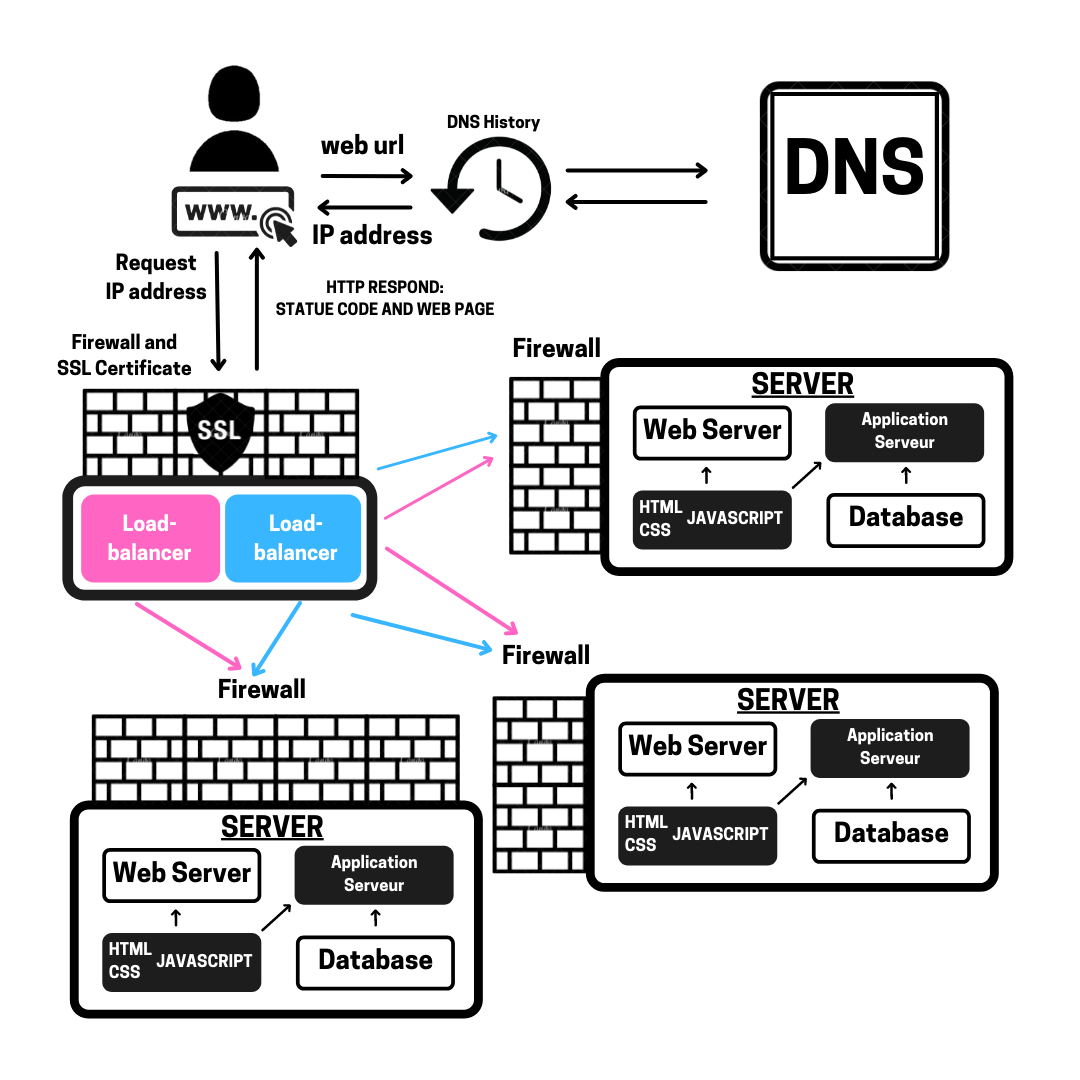 DNS History
web url
DNS
www.
IP address
Request
IP address
HTTP RESPOND:
STATUE CODE AND WEB PAGE
Firewall and
SSL Certificate
SSL
Load-
balancer
Load-
balancer
Firewall
SERVER
Web Server
Application
Serveur
HTML
CSS
JAVASCRIPT
Database
Firewall
SERVER
Web Server
Application
Serveur
HTML
CSS
JAVASCRIPT
Database
Firewall
SERVER
Web Server
Application
Serveur
HTML
CSS
JAVASCRIPT
Database